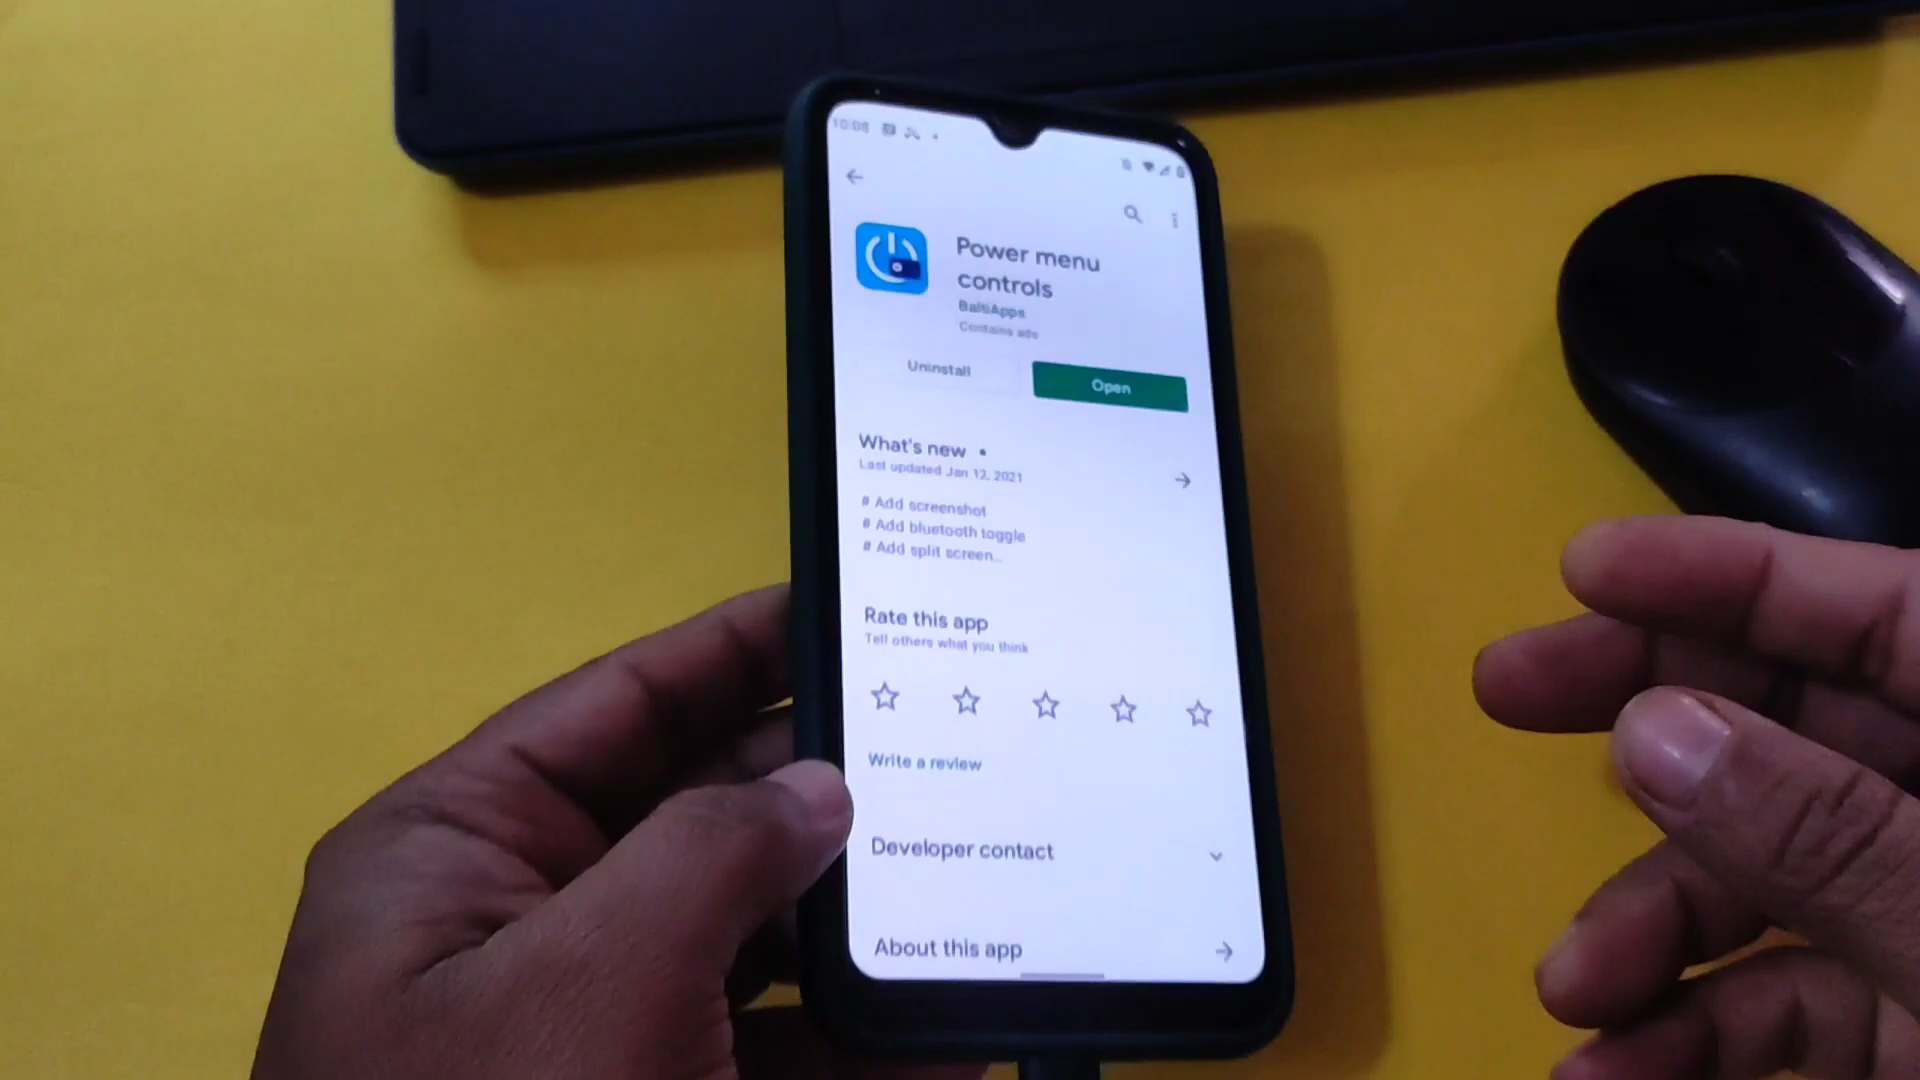 10:08
Power menu
controls
BaltiApps
Contains ads
Uninstall
Open
What's new •
Last updated Jan 12, 2021
# Add screenshot
# Add bluetooth toggle
# Add split screen...
Rate this app
Tell others what you think
Write a review
Developer contact
About this app